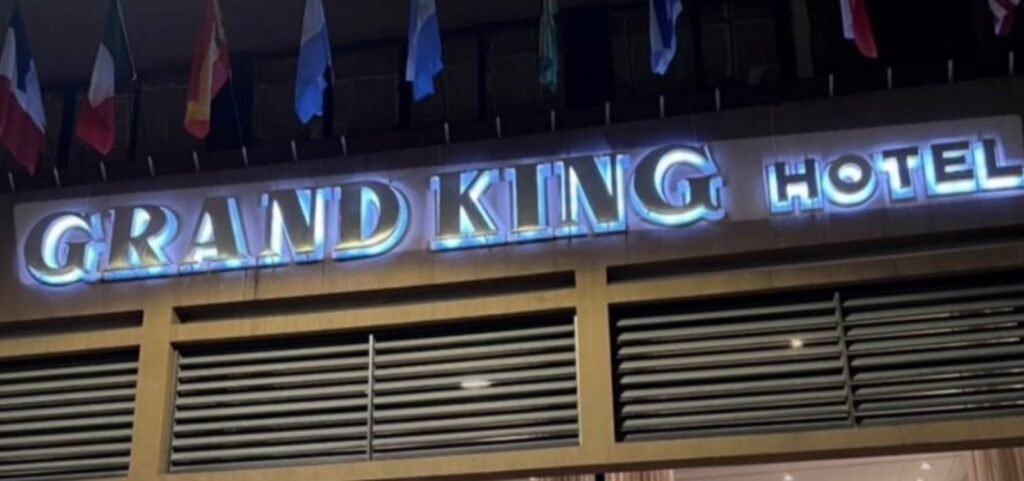 GRAND KING HOTEL